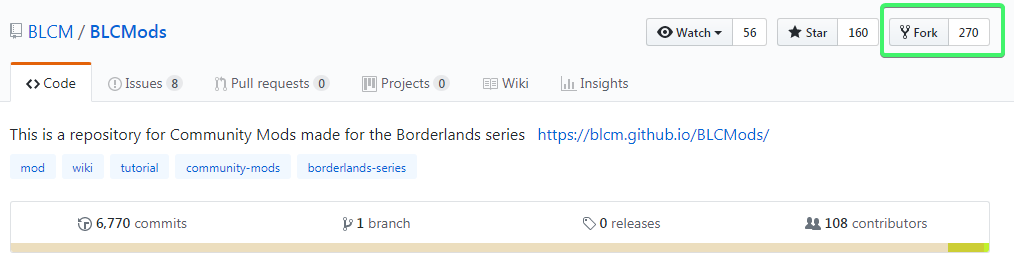 BLCM / BLCMods Watch 56 Star 160 Fork 270
Code Issues 8 Pull requests 0 Projects 0 Wiki Insights
This is a repository for Community Mods made for the Borderlands series https://blcm.github.io/BLCMods/
mod wiki tutorial community-mods borderlands-series
6,770 commits 1 branch 0 releases 108 contributors